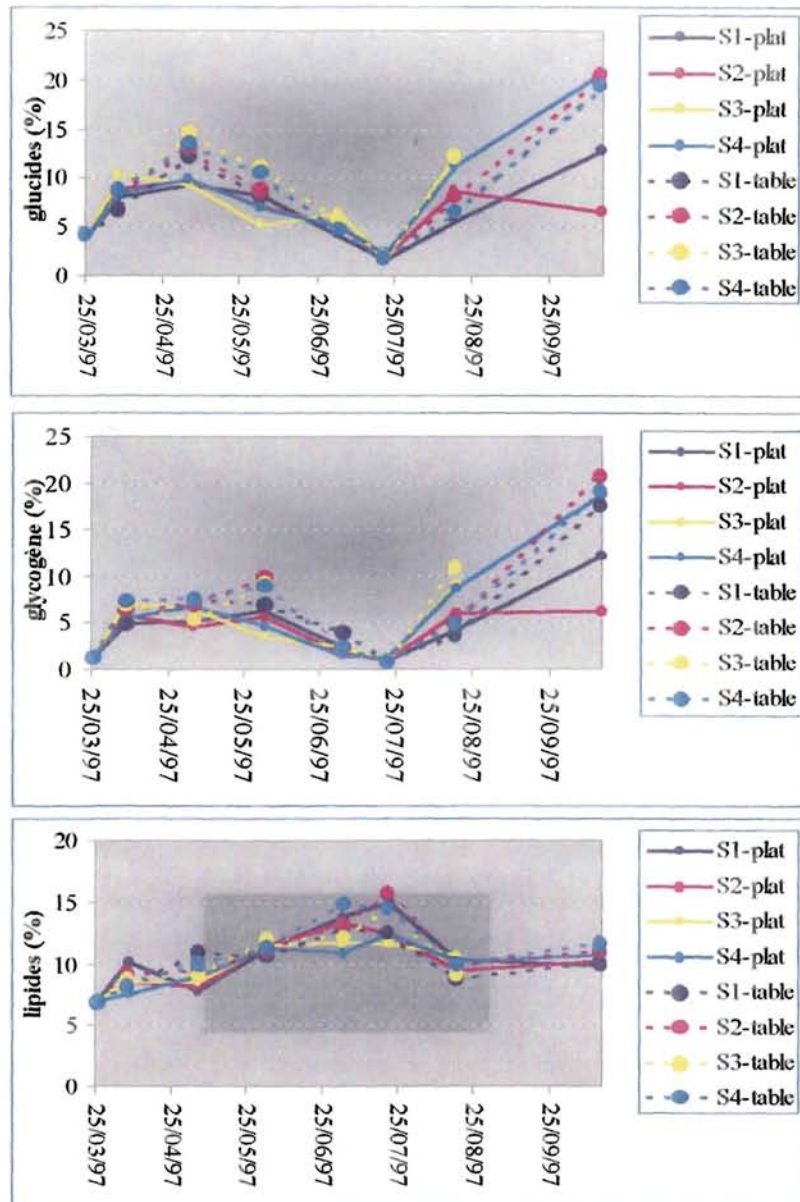 25
20
15
10
5
0
glucides (%)
25/03/97
25/04/97
25/05/97
25/06/97
25/07/97
25/08/97
25/09/97
S1-plat
S2-plat
S3-plat
S4-plat
S1-table
S2-table
S3-table
S4-table
25
20
15
10
5
0
glycogène (%)
25/03/97
25/04/97
25/05/97
25/06/97
25/07/97
25/08/97
25/09/97
S1-plat
S2-plat
S3-plat
S4-plat
S1-table
S2-table
S3-table
S4-table
20
15
10
5
0
lipides (%)
25/03/97
25/04/97
25/05/97
25/06/97
25/07/97
25/08/97
25/09/97
S1-plat
S2-plat
S3-plat
S4-plat
S1-table
S2-table
S3-table
S4-table